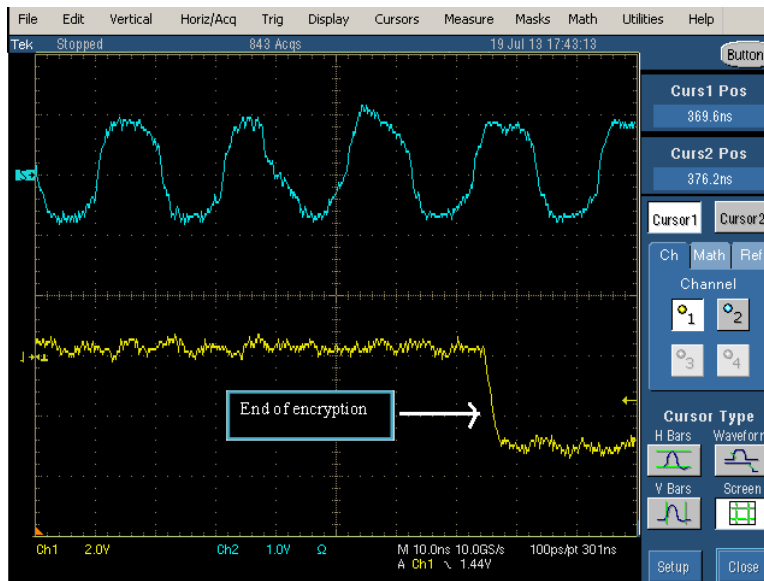 File Edit Vertical Horiz/Acq Trig Display Cursors Measure Masks Math Utilities Help
Tek Stopped 843 Acqs 19 Jul 13 17:43:13
Button
Curs1 Pos
369.6ns
Curs2 Pos
376.2ns
Cursor1 Cursor2
Ch Math Ref
Channel
1 2
3 4
End of encryption
Cursor Type
H Bars Waveform
V Bars Screen
Ch1 2.0V Ch2 1.0V Ω M 10.0ns 10.0GS/s 100ps/pt 301ns
A Ch1 \ 1.44V
Setup Close